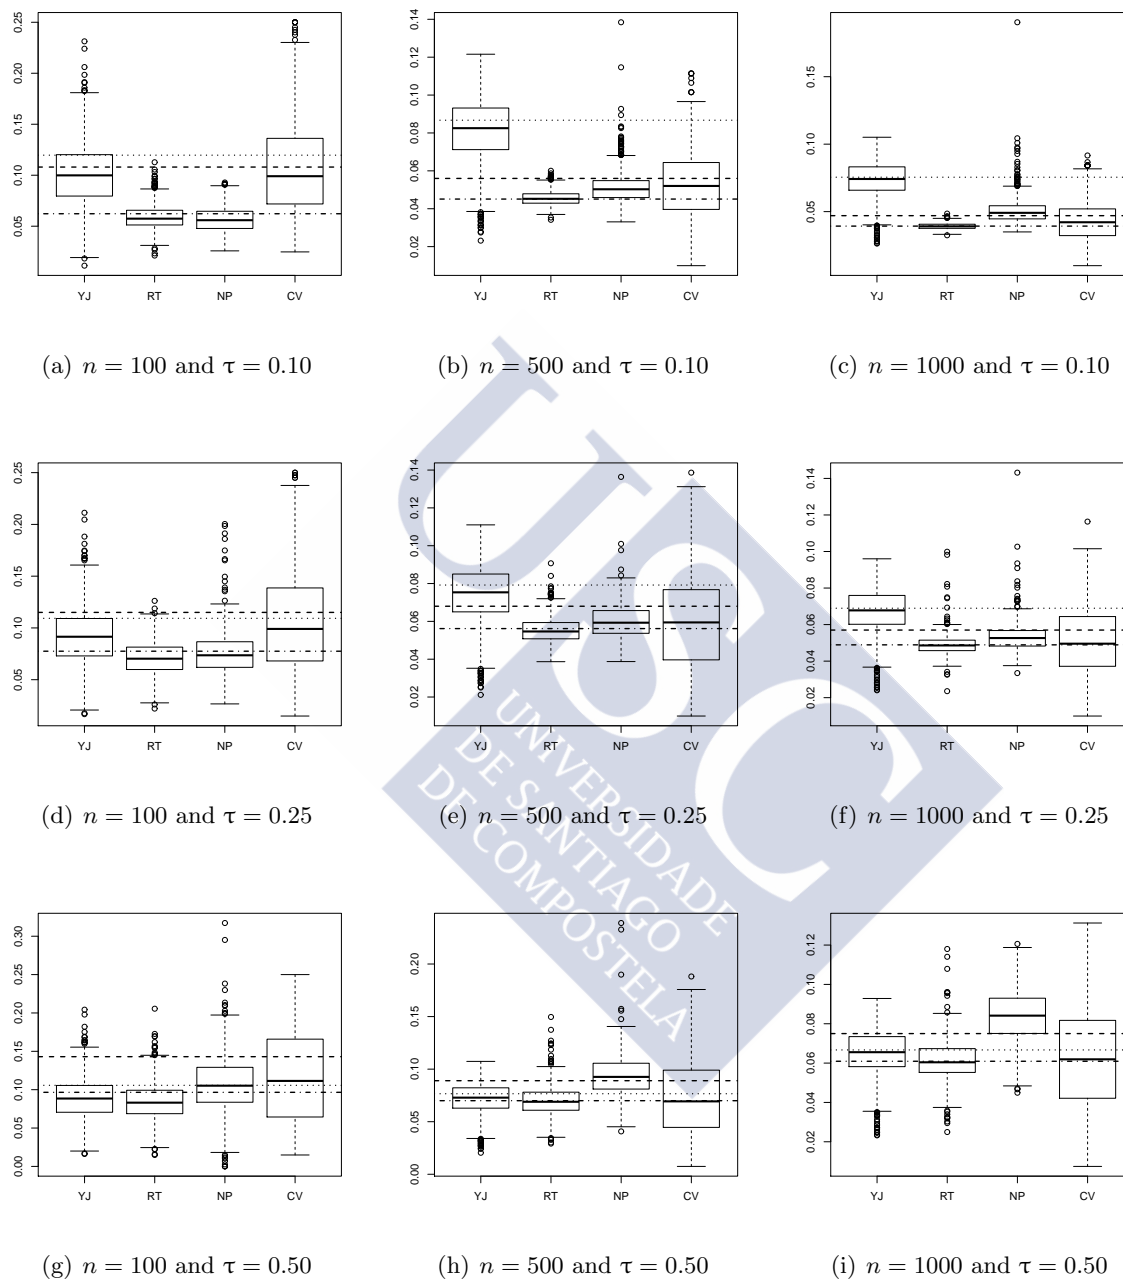 0.05 0.10 0.15 0.20 0.25
YJ RT NP CV
0.02 0.04 0.06 0.08 0.10 0.12 0.14
YJ RT NP CV
0.05 0.10 0.15
YJ RT NP CV
(a) n = 100 and τ = 0.10
(b) n = 500 and τ = 0.10
(c) n = 1000 and τ = 0.10
0.05 0.10 0.15 0.20 0.25
YJ RT NP CV
0.02 0.04 0.06 0.08 0.10 0.12 0.14
YJ RT NP CV
0.02 0.04 0.06 0.08 0.10 0.12 0.14
YJ RT NP CV
(d) n = 100 and τ = 0.25
(e) n = 500 and τ = 0.25
(f) n = 1000 and τ = 0.25
0.00 0.05 0.10 0.15 0.20 0.25 0.30
YJ RT NP CV
0.00 0.05 0.10 0.15 0.20
YJ RT NP CV
0.02 0.04 0.06 0.08 0.10 0.12
YJ RT NP CV
(g) n = 100 and τ = 0.50
(h) n = 500 and τ = 0.50
(i) n = 1000 and τ = 0.50
USC
UNIVERSIDADE
DE SANTIAGO
DE COMPOSTELA